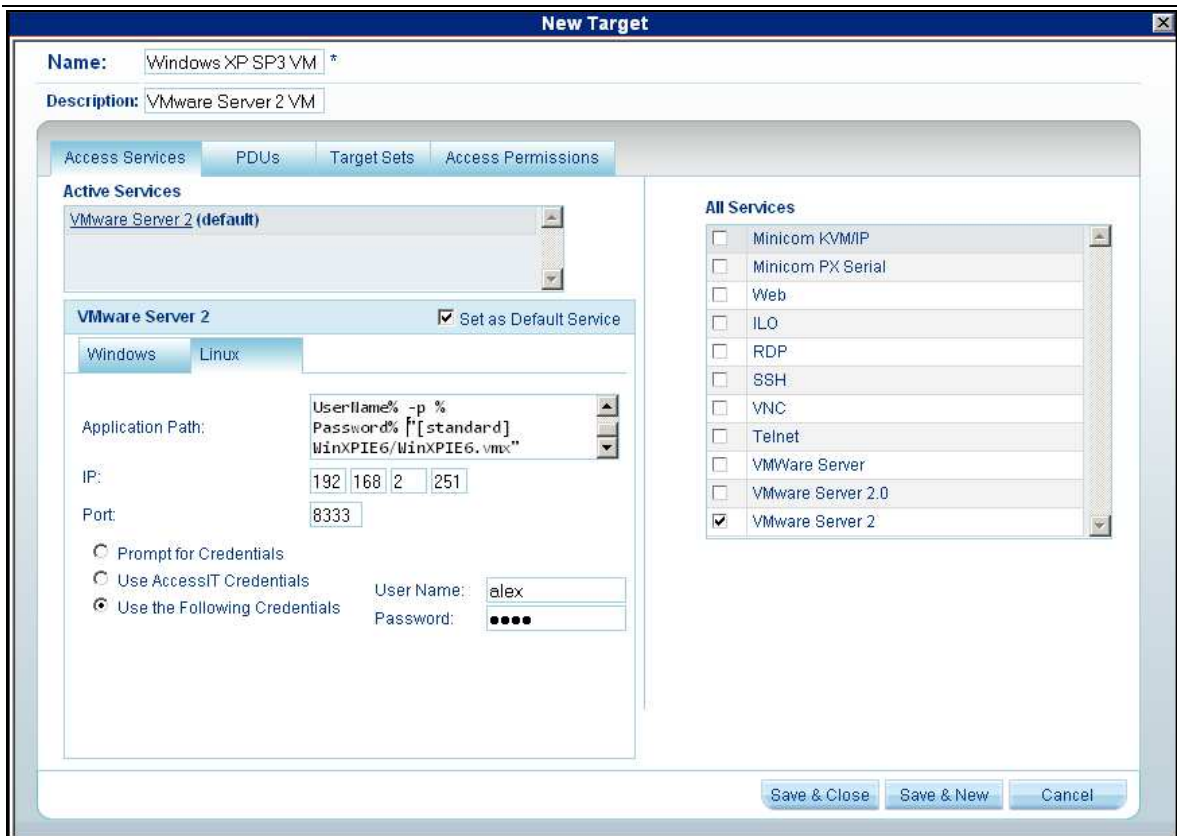 New Target
Name: Windows XP SP3 VM *
Description: VMware Server 2 VM
Access Services PDUs Target Sets Access Permissions
Active Services
VMware Server 2 (default)
VMware Server 2 Set as Default Service
Windows Linux
Application Path:
UserName% -p %
Password% "[standard]
WinXPIE6/WinXPIE6.vmx"
IP: 192 168 2 251
Port: 8333
Prompt for Credentials
Use AccessIT Credentials
Use the Following Credentials
User Name: alex
Password: ●●●●
All Services
Minicom KVM/IP
Minicom PX Serial
Web
ILO
RDP
SSH
VNC
Telnet
VMWare Server
VMware Server 2.0
VMware Server 2
Save & Close Save & New Cancel